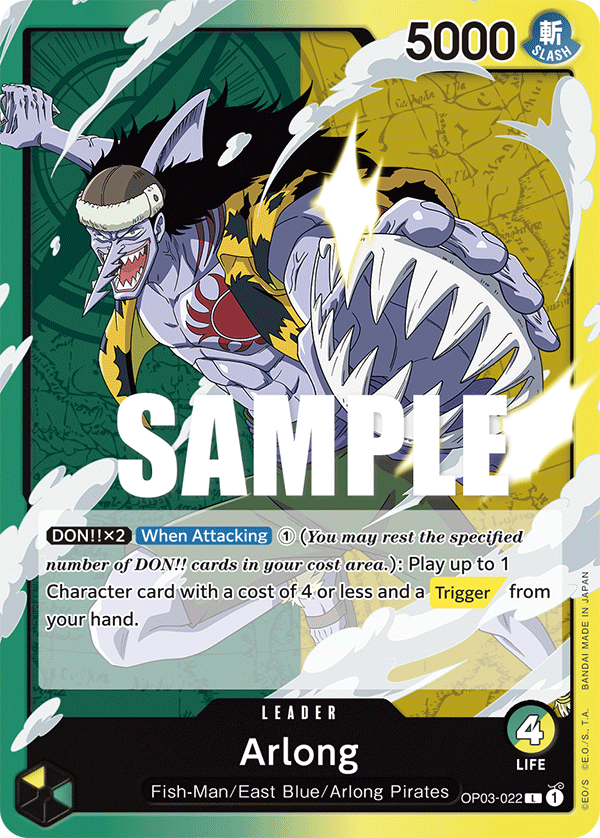 5000
斬
SLASH
SAMPLE
DON!!×2 When Attacking ① (You may rest the specified
number of DON!! cards in your cost area.): Play up to 1
Character card with a cost of 4 or less and a Trigger from
your hand.
LEADER
Arlong
4
LIFE
Fish-Man/East Blue/Arlong Pirates
OP03-022 L 1
©E.O/S ©E.O./S., T.A. BANDAI MADE IN JAPAN